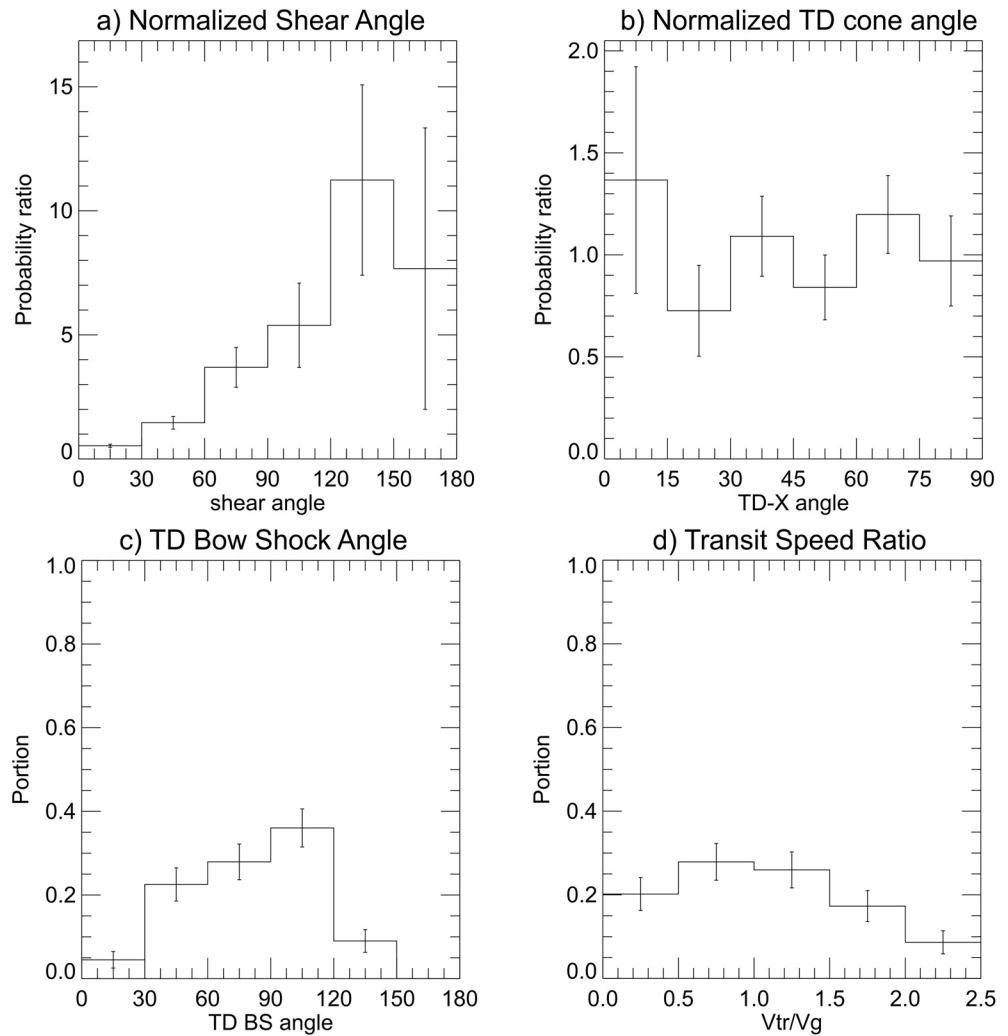 a) Normalized Shear Angle
15
10
5
0
Probability ratio
0 30 60 90 120 150 180
shear angle
b) Normalized TD cone angle
2.0
1.5
1.0
0.5
0.0
Probability ratio
0 15 30 45 60 75 90
TD-X angle
c) TD Bow Shock Angle
1.0
0.8
0.6
0.4
0.2
0.0
Portion
0 30 60 90 120 150 180
TD BS angle
d) Transit Speed Ratio
1.0
0.8
0.6
0.4
0.2
0.0
Portion
0.0 0.5 1.0 1.5 2.0 2.5
Vtr/Vg